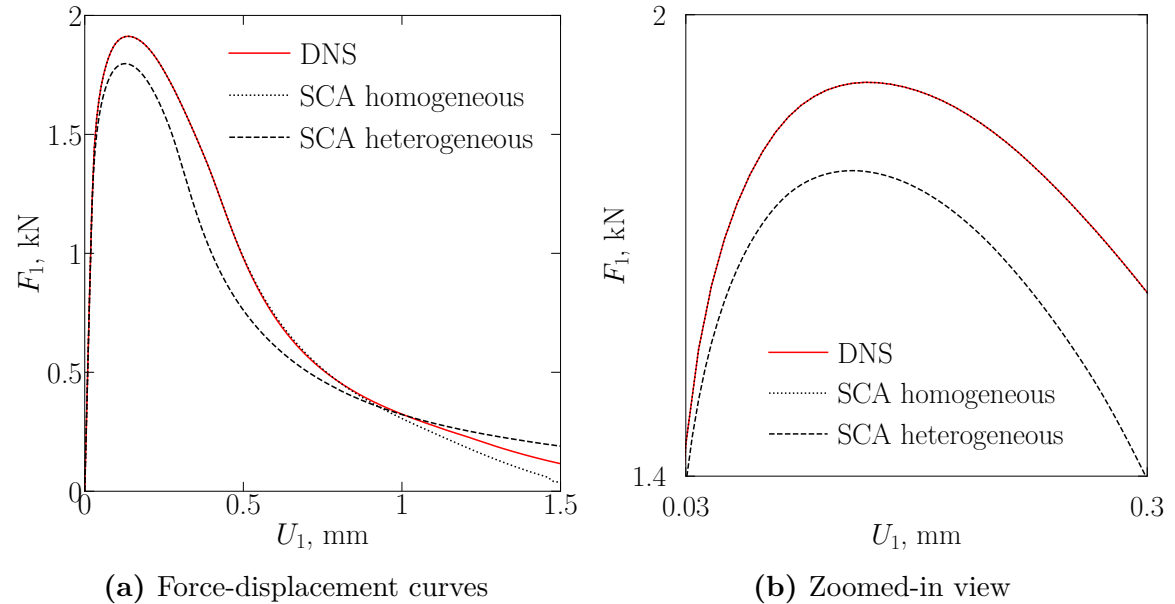 2
1.5
1
0.5
0
F₁, kN
DNS
SCA homogeneous
SCA heterogeneous
0
0.5
1
1.5
U₁, mm
(a) Force-displacement curves
2
1.4
F₁, kN
DNS
SCA homogeneous
SCA heterogeneous
0.03
0.3
U₁, mm
(b) Zoomed-in view